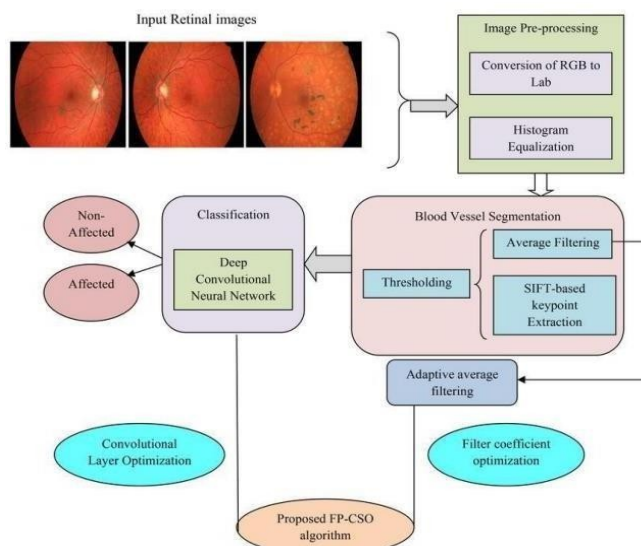 Input Retinal images
Image Pre-processing
Conversion of RGB to
Lab
Histogram
Equalization
Non-
Affected
Affected
Classification
Deep
Convolutional
Neural Network
Blood Vessel Segmentation
Average Filtering
Thresholding
SIFT-based
keypoint
Extraction
Adaptive average
filtering
Convolutional
Layer Optimization
Filter coefficient
optimization
Proposed FP-CSO
algorithm